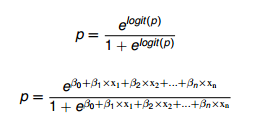 p = e^logit(p) / (1 + e^logit(p))
p = e^(β₀+β₁×x₁+β₂×x₂+...+βₙ×xₙ) / (1 + e^(β₀+β₁×x₁+β₂×x₂+...+βₙ×xₙ))